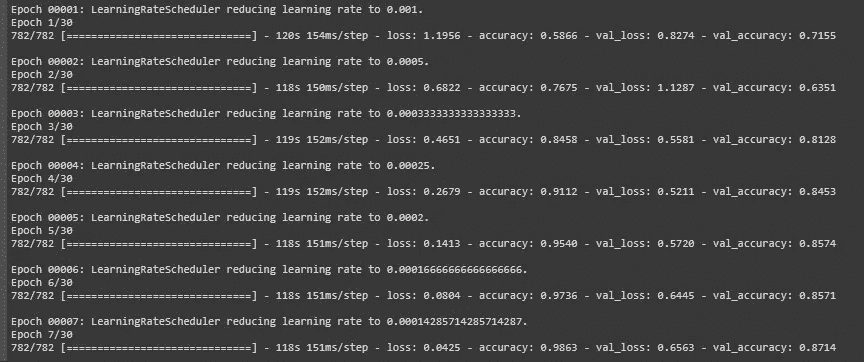 Epoch 00001: LearningRateScheduler reducing learning rate to 0.001.
Epoch 1/30
782/782 [==============================] - 120s 154ms/step - loss: 1.1956 - accuracy: 0.5866 - val_loss: 0.8274 - val_accuracy: 0.7155
Epoch 00002: LearningRateScheduler reducing learning rate to 0.0005.
Epoch 2/30
782/782 [==============================] - 118s 150ms/step - loss: 0.6822 - accuracy: 0.7675 - val_loss: 1.1287 - val_accuracy: 0.6351
Epoch 00003: LearningRateScheduler reducing learning rate to 0.0003333333333333333.
Epoch 3/30
782/782 [==============================] - 119s 152ms/step - loss: 0.4651 - accuracy: 0.8458 - val_loss: 0.5581 - val_accuracy: 0.8128
Epoch 00004: LearningRateScheduler reducing learning rate to 0.00025.
Epoch 4/30
782/782 [==============================] - 119s 152ms/step - loss: 0.2679 - accuracy: 0.9112 - val_loss: 0.5211 - val_accuracy: 0.8453
Epoch 00005: LearningRateScheduler reducing learning rate to 0.0002.
Epoch 5/30
782/782 [==============================] - 118s 151ms/step - loss: 0.1413 - accuracy: 0.9540 - val_loss: 0.5720 - val_accuracy: 0.8574
Epoch 00006: LearningRateScheduler reducing learning rate to 0.00016666666666666666.
Epoch 6/30
782/782 [==============================] - 118s 151ms/step - loss: 0.0804 - accuracy: 0.9736 - val_loss: 0.6445 - val_accuracy: 0.8571
Epoch 00007: LearningRateScheduler reducing learning rate to 0.00014285714285714287.
Epoch 7/30
782/782 [==============================] - 118s 151ms/step - loss: 0.0425 - accuracy: 0.9863 - val_loss: 0.6563 - val_accuracy: 0.8714